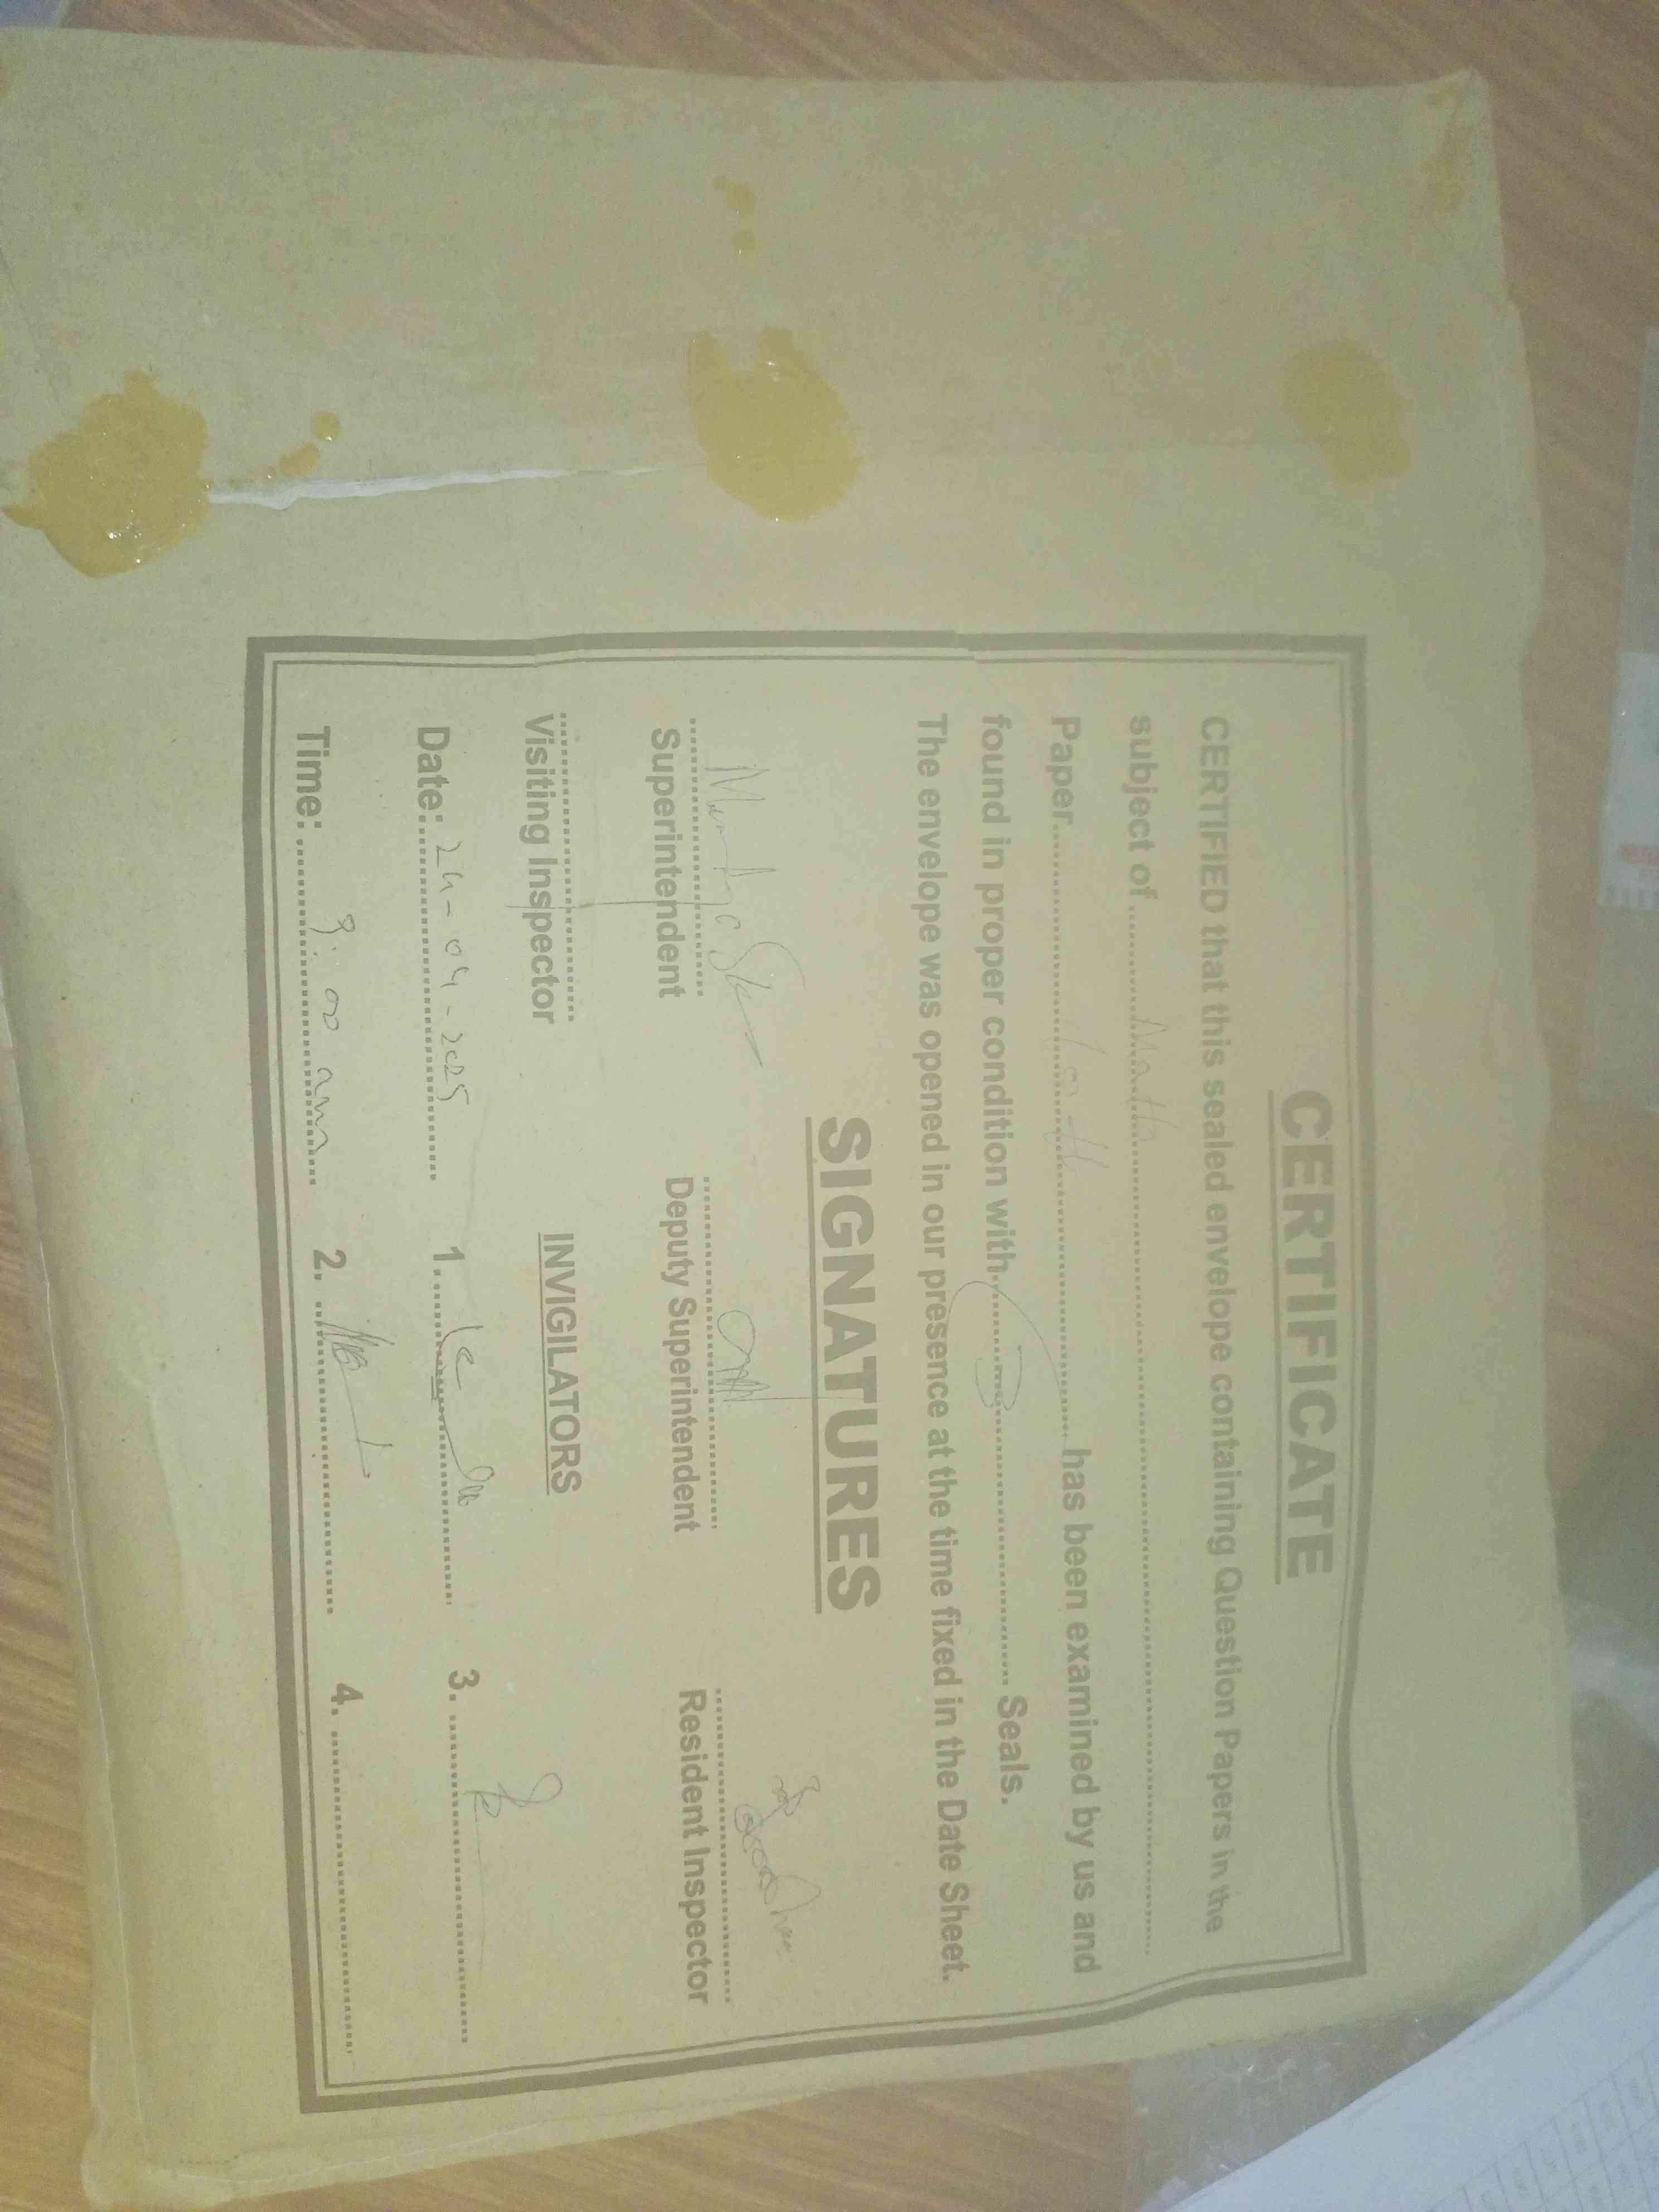 CERTIFICATE
CERTIFIED that this sealed envelope containing Question Papers in the
subject of.......Math.......
Paper.......10th.......has been examined by us and
found in proper condition with.......3.......Seals.
The envelope was opened in our presence at the time fixed in the Date Sheet.
SIGNATURES
Superintendent Deputy Superintendent Resident Inspector
Visiting Inspector INVIGILATORS
Date:..24-04-2025.. 1. 3.
Time:..9:00 am.. 2. 4.